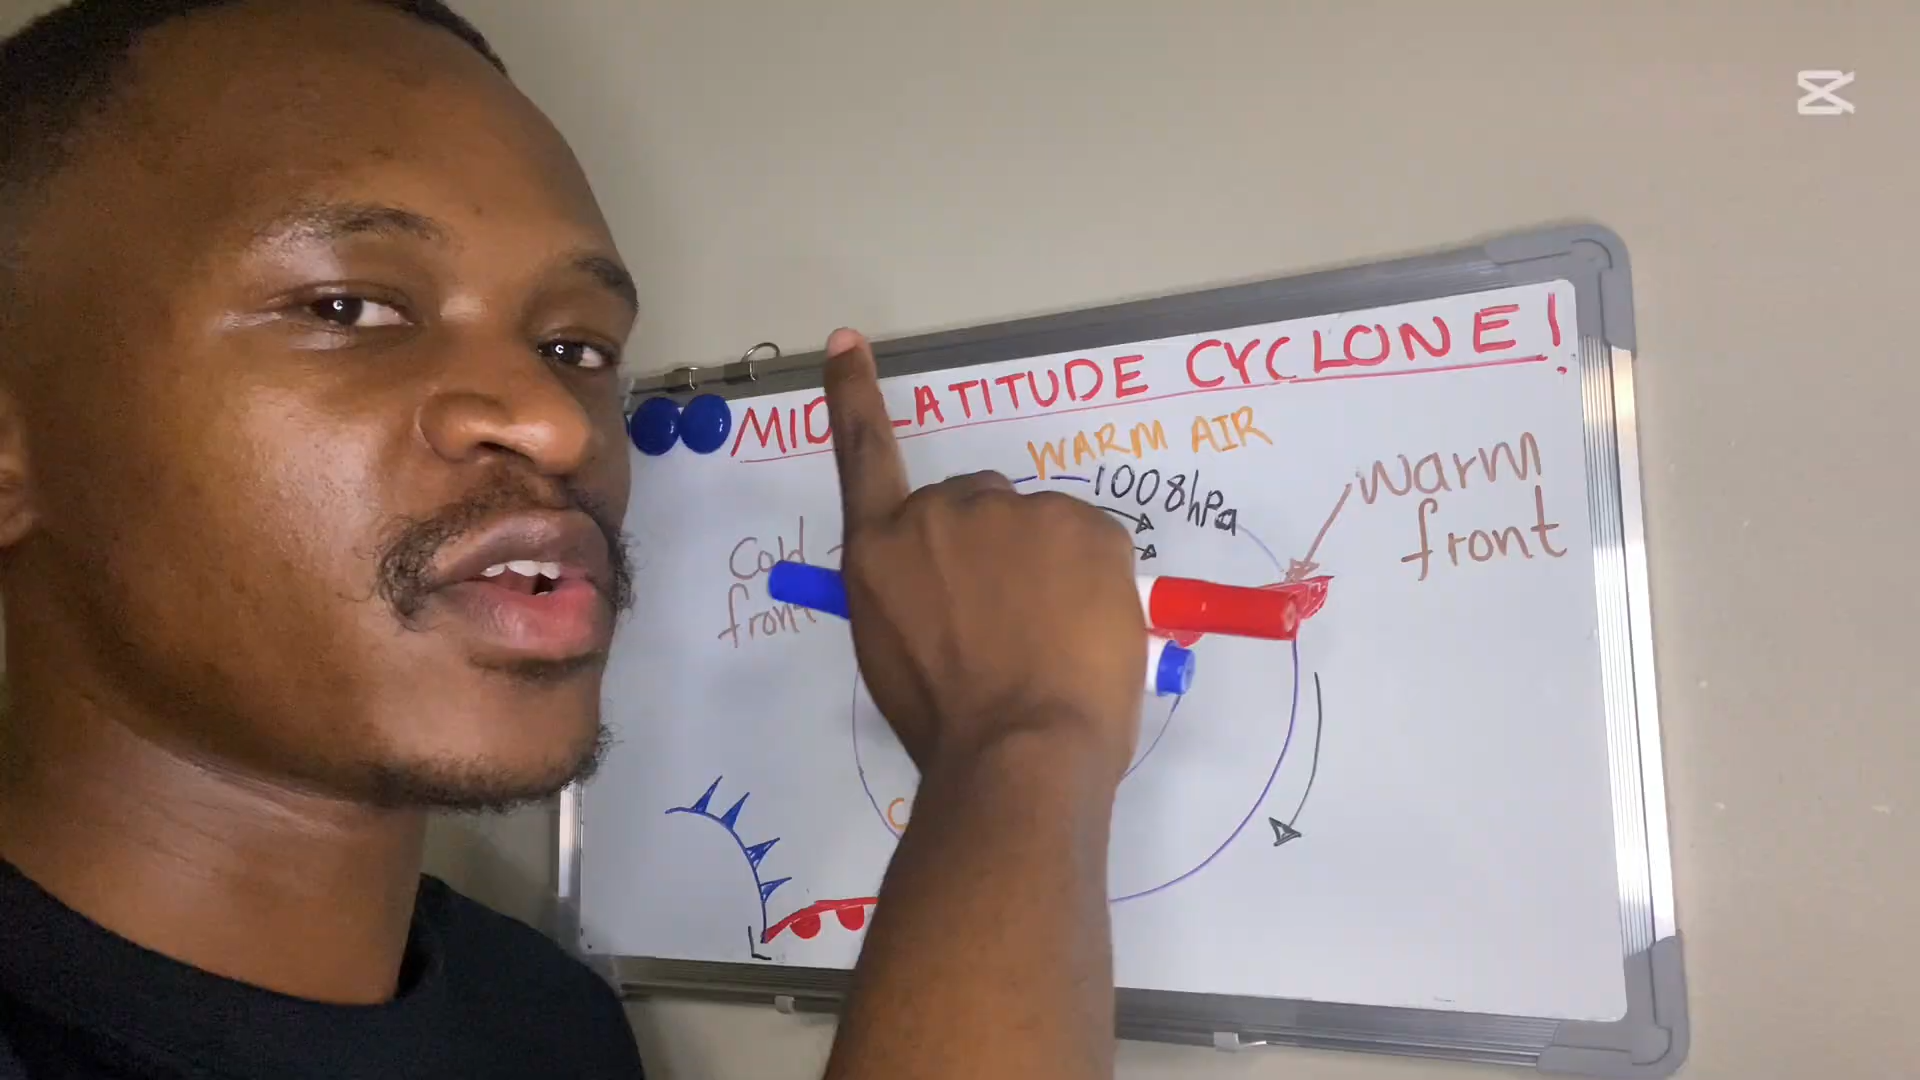 MID LATITUDE CYCLONE!
WARM AIR
1008hPa
warm
front
Cold
front
C
L